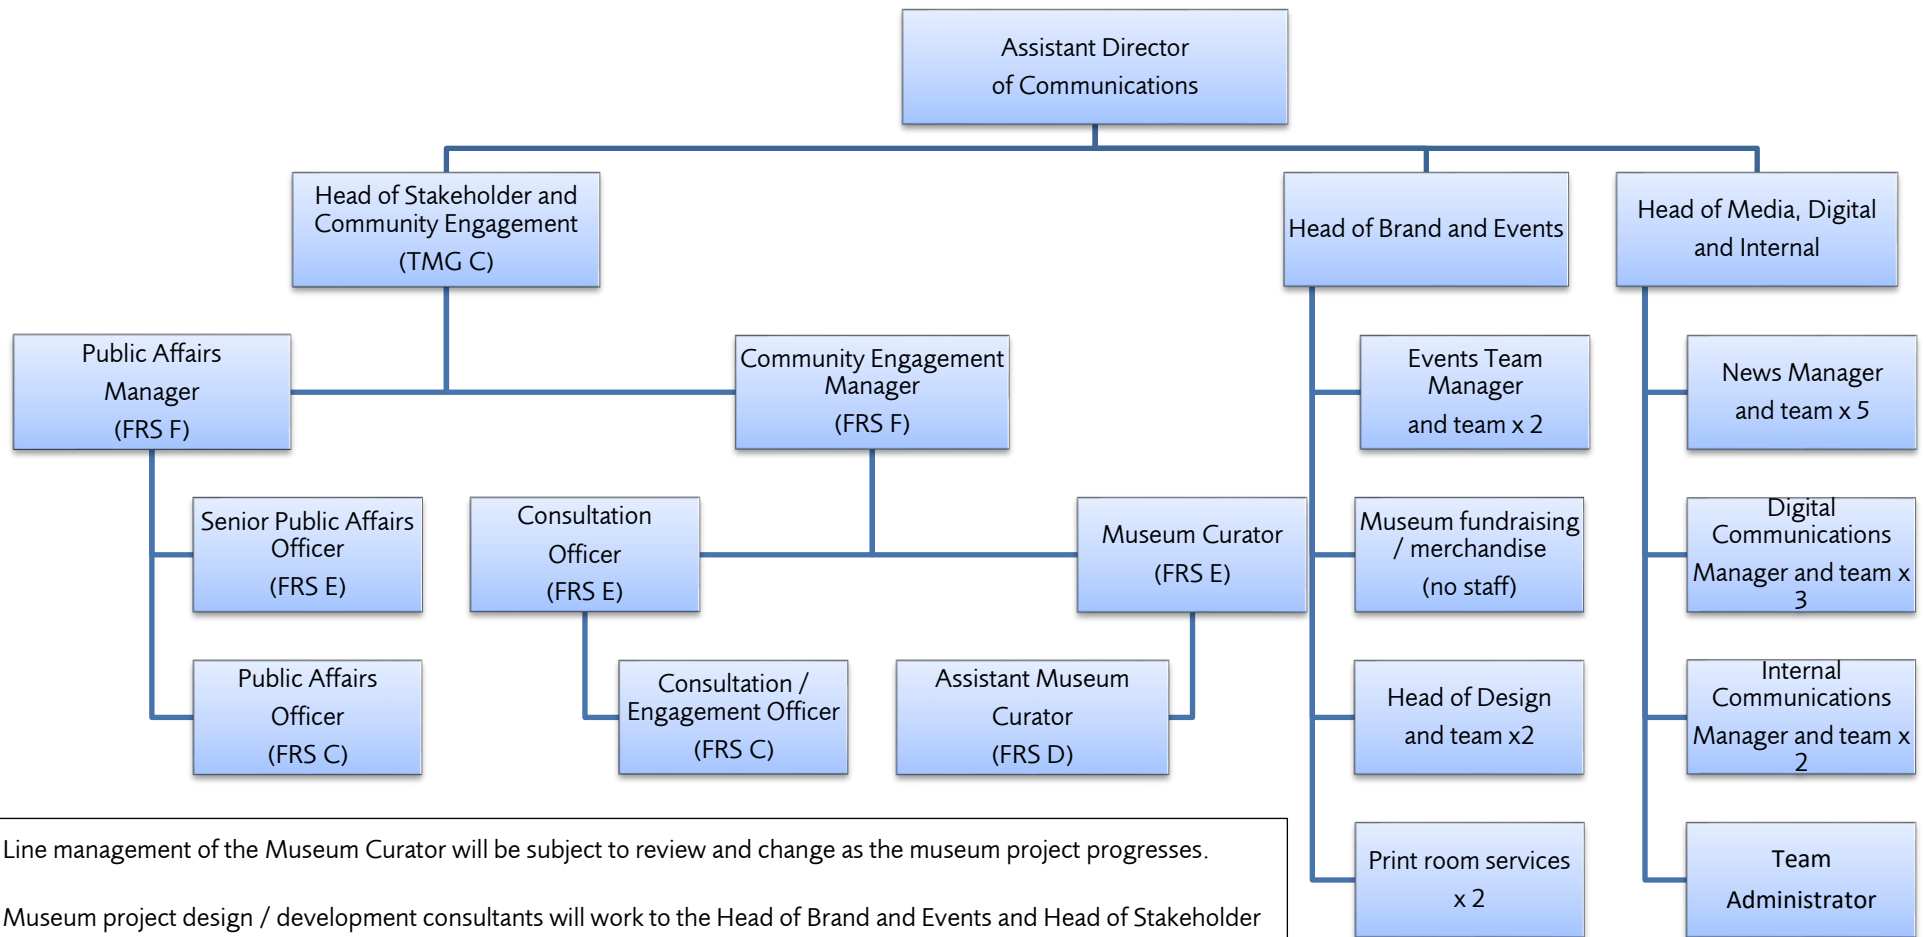 Assistant Director
of Communications
Head of Stakeholder and
Community Engagement
(TMG C)
Head of Brand and Events
Head of Media, Digital
and Internal
Public Affairs
Manager
(FRS F)
Community Engagement
Manager
(FRS F)
Events Team
Manager
and team x 2
News Manager
and team x 5
Senior Public Affairs
Officer
(FRS E)
Consultation
Officer
(FRS E)
Museum Curator
(FRS E)
Museum fundraising
/ merchandise
(no staff)
Digital
Communications
Manager and team x
3
Public Affairs
Officer
(FRS C)
Consultation /
Engagement Officer
(FRS C)
Assistant Museum
Curator
(FRS D)
Head of Design
and team x2
Internal
Communications
Manager and team x
2
Print room services
x 2
Team
Administrator
Line management of the Museum Curator will be subject to review and change as the museum project progresses.
Museum project design / development consultants will work to the Head of Brand and Events and Head of Stakeholder